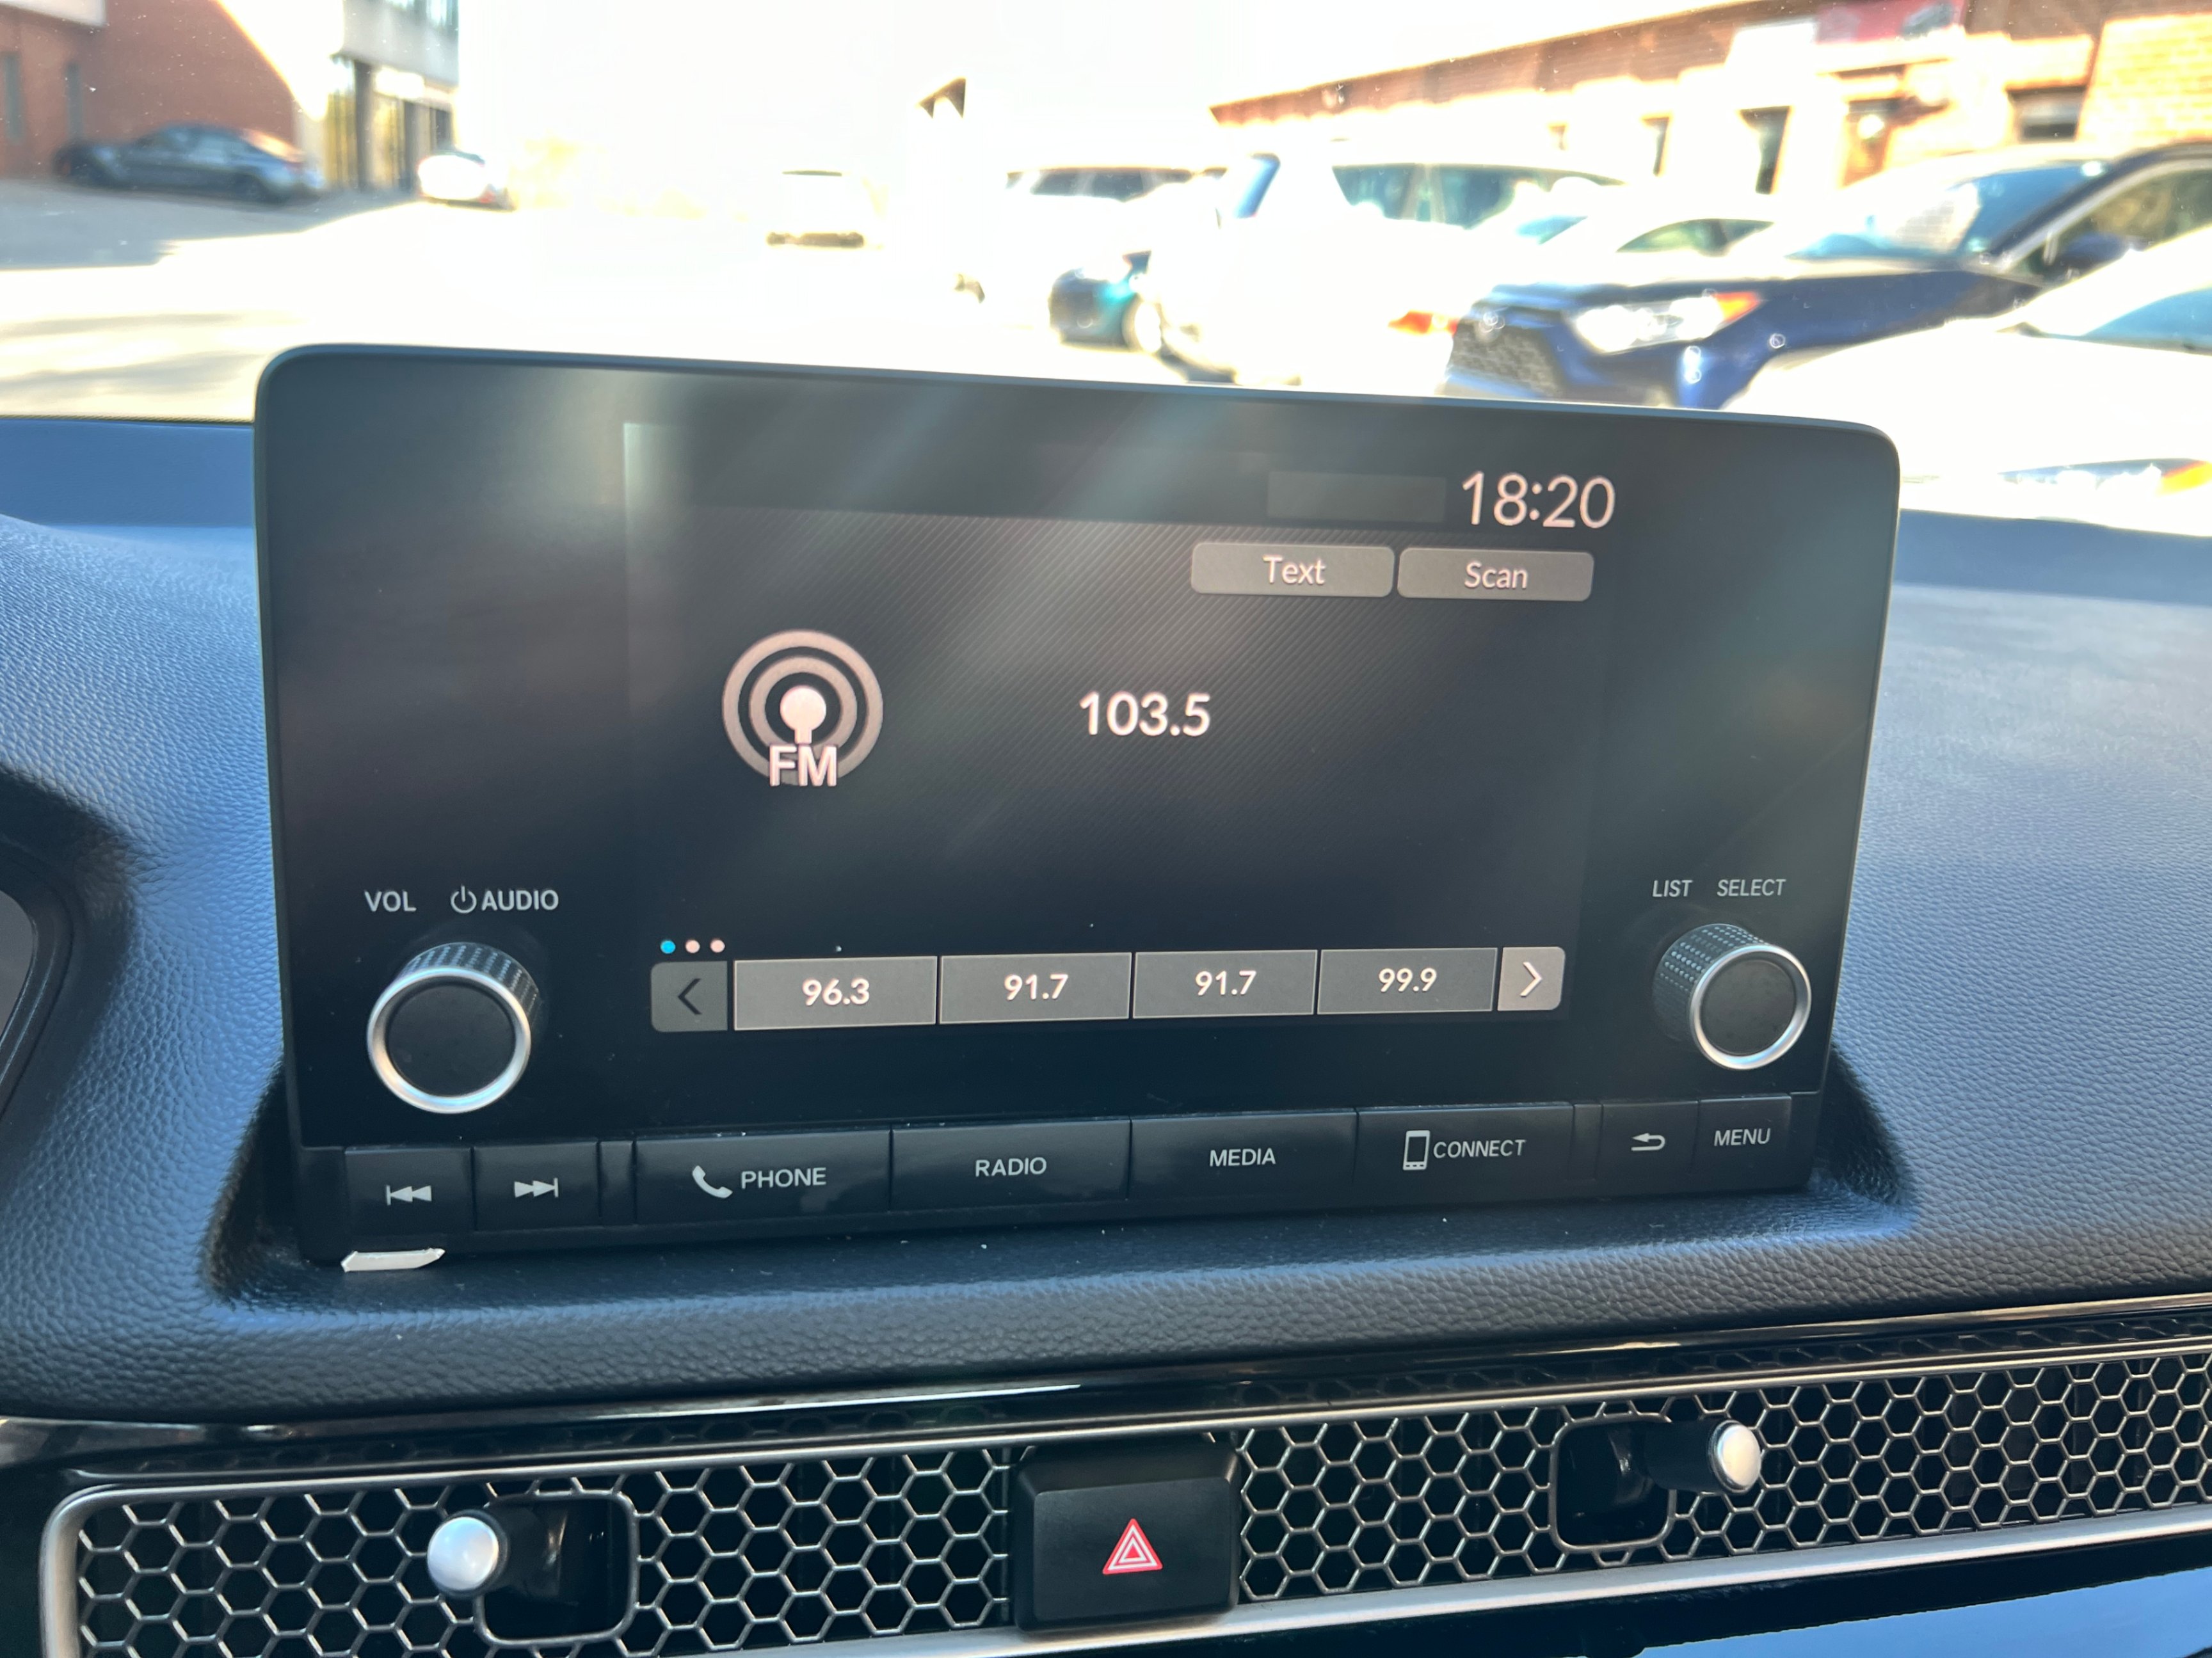 18:20
Text Scan
FM
103.5
VOL AUDIO
LIST SELECT
96.3 91.7 91.7 99.9
PHONE RADIO MEDIA CONNECT MENU